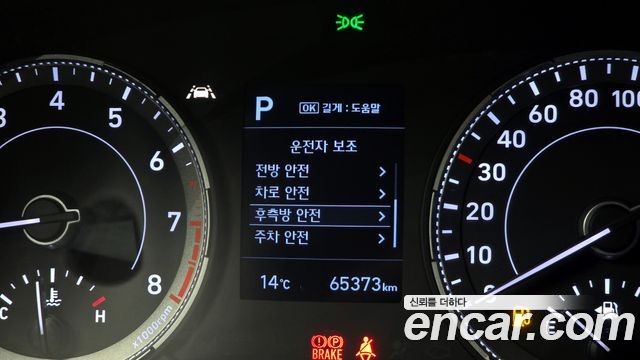 P OK 길게 : 도움말
운전자 보조
전방 안전
차로 안전
후측방 안전
주차 안전
14°C 65373km
3 4 5 6 7 8
x1000rpm
C H
0 20 30 40 60 80 100
BRAKE
신뢰를 더하다
encar.com